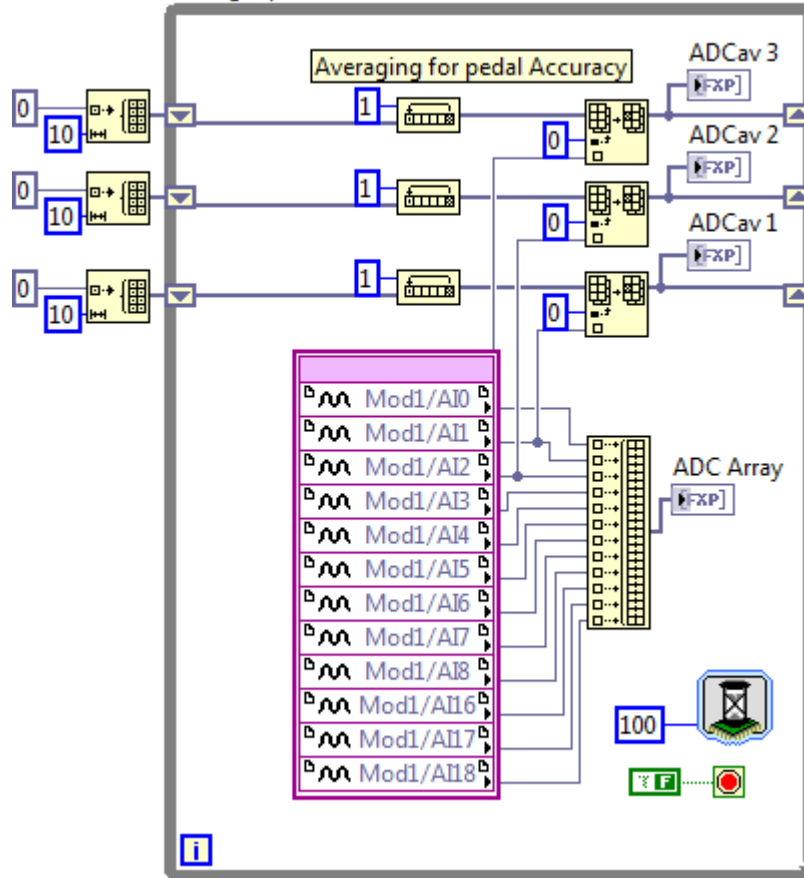 ADCav 3
Averaging for pedal Accuracy
FXP]
0
1
10
0
ADCav 2
FXP]
0
1
10
0
ADCav 1
FXP]
0
1
10
0
Mod1/AI0
Mod1/AI1
Mod1/AI2
Mod1/AI3
Mod1/AI4
Mod1/AI5
Mod1/AI6
Mod1/AI7
Mod1/AI8
Mod1/AI16
Mod1/AI17
Mod1/AI18
ADC Array
FXP]
100
F
i